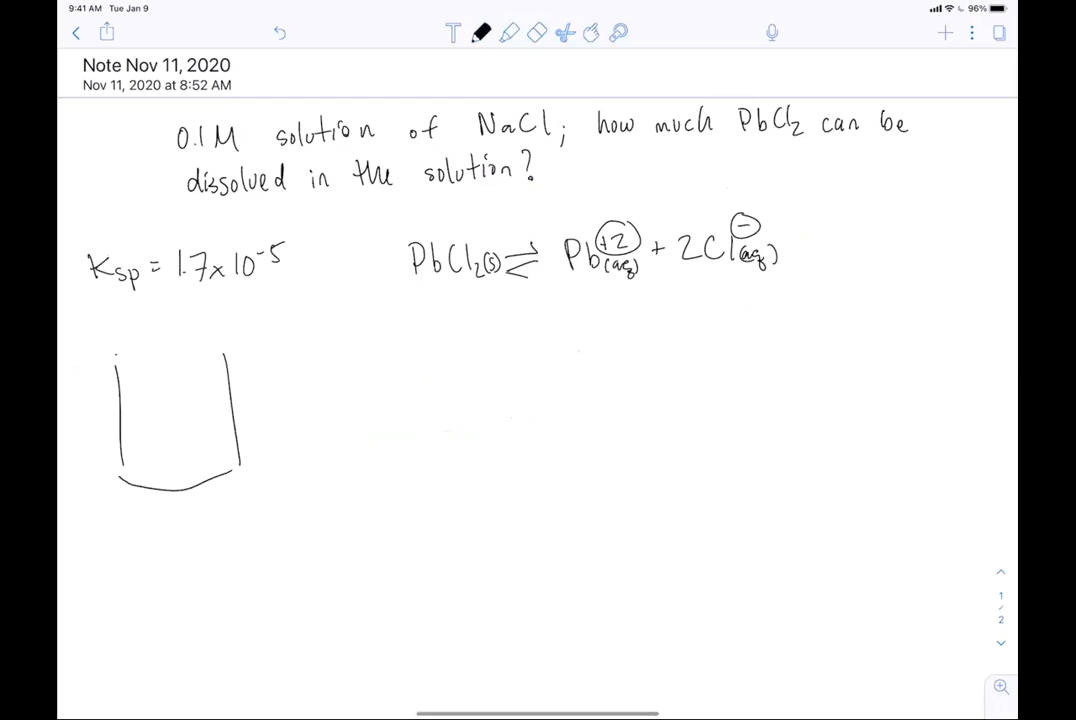 9:41 AM Tue Jan 9
96%
T
Note Nov 11, 2020
Nov 11, 2020 at 8:52 AM
0.1M solution of NaCl; how much PbCl₂ can be
dissolved in the solution?
Ksp = 1.7x10⁻⁵
PbCl₂(s) ⇌ Pb⁺²(aq) + 2Cl⁻(aq)
1
/
2